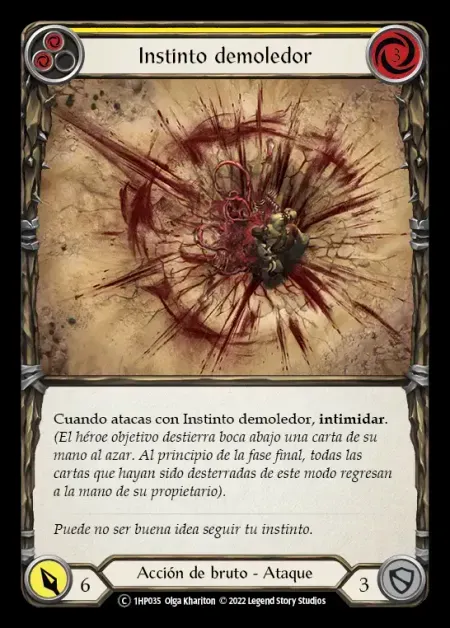 Instinto demoledor
3
Cuando atacas con Instinto demoledor, intimidar.
(El héroe objetivo destierra boca abajo una carta de su
mano al azar. Al principio de la fase final, todas las
cartas que hayan sido desterradas de este modo regresan
a la mano de su propietario).
Puede no ser buena idea seguir tu instinto.
6
Acción de bruto - Ataque
3
C 1HP035 Olga Khariton © 2022 Legend Story Studios